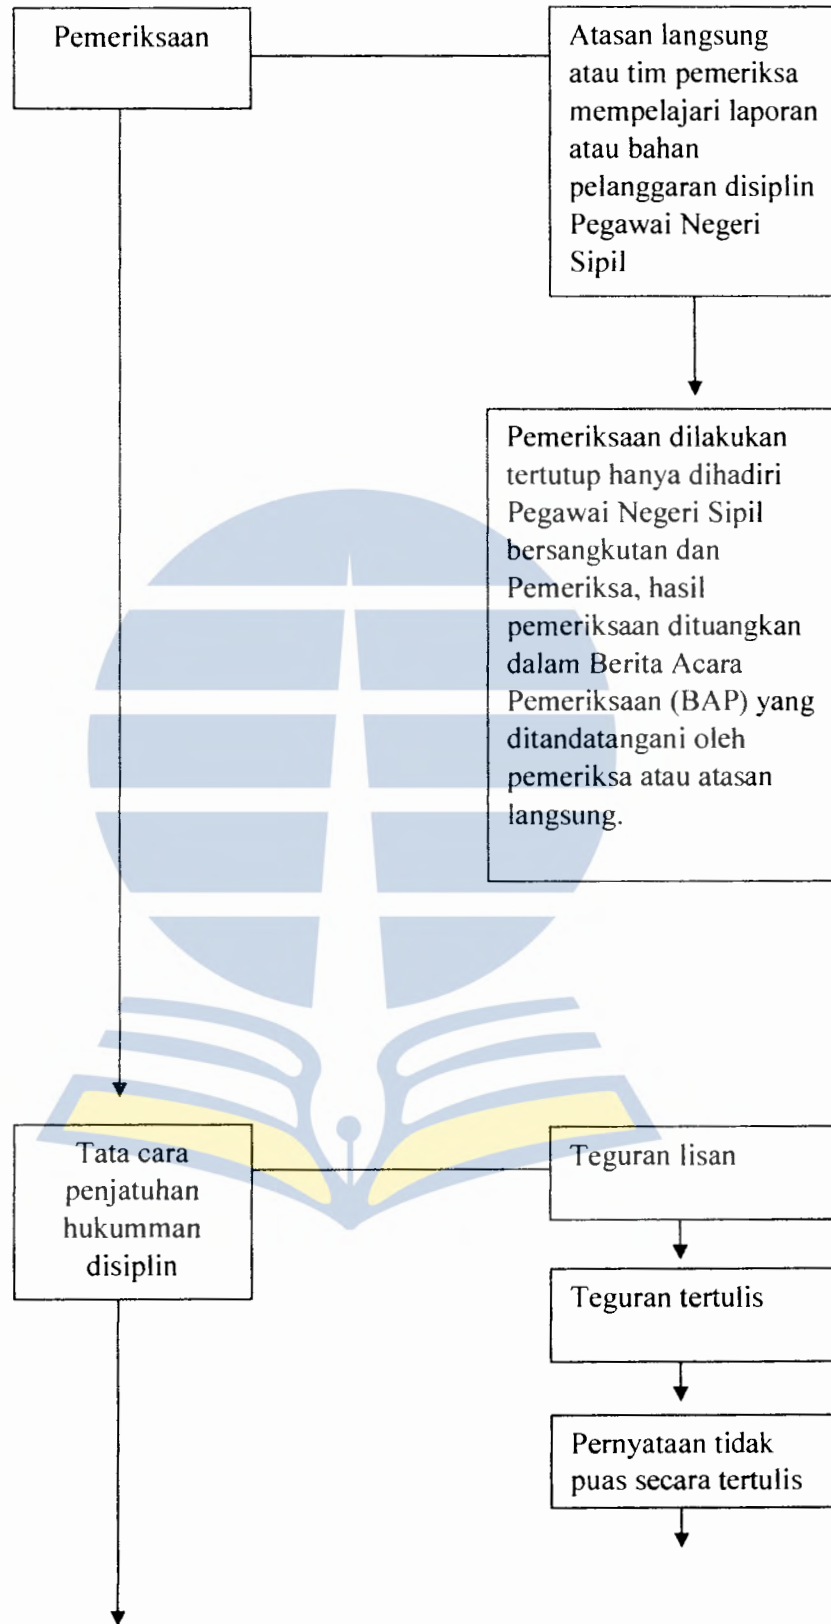 Pemeriksaan
Atasan langsung
atau tim pemeriksa
mempelajari laporan
atau bahan
pelanggaran disiplin
Pegawai Negeri
Sipil
Pemeriksaan dilakukan
tertutup hanya dihadiri
Pegawai Negeri Sipil
bersangkutan dan
Pemeriksa, hasil
pemeriksaan dituangkan
dalam Berita Acara
Pemeriksaan (BAP) yang
ditandatangani oleh
pemeriksa atau atasan
langsung.
Tata cara
penjatuhan
hukumman
disiplin
Teguran lisan
Teguran tertulis
Pernyataan tidak
puas secara tertulis